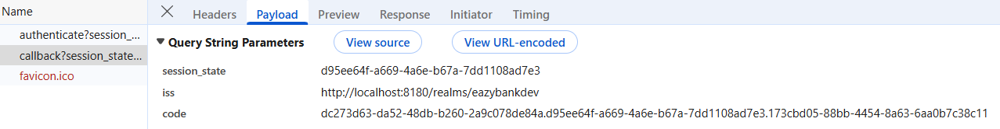 Name
Headers Payload Preview Response Initiator Timing
authenticate?session_...
Query String Parameters View source View URL-encoded
callback?session_state...
session_state d95ee64f-a669-4a6e-b67a-7dd1108ad7e3
favicon.ico
iss http://localhost:8180/realms/eazybankdev
code dc273d63-da52-48db-b260-2a9c078de84a.d95ee64f-a669-4a6e-b67a-7dd1108ad7e3.173cbd05-88bb-4454-8a63-6aa0b7c38c11